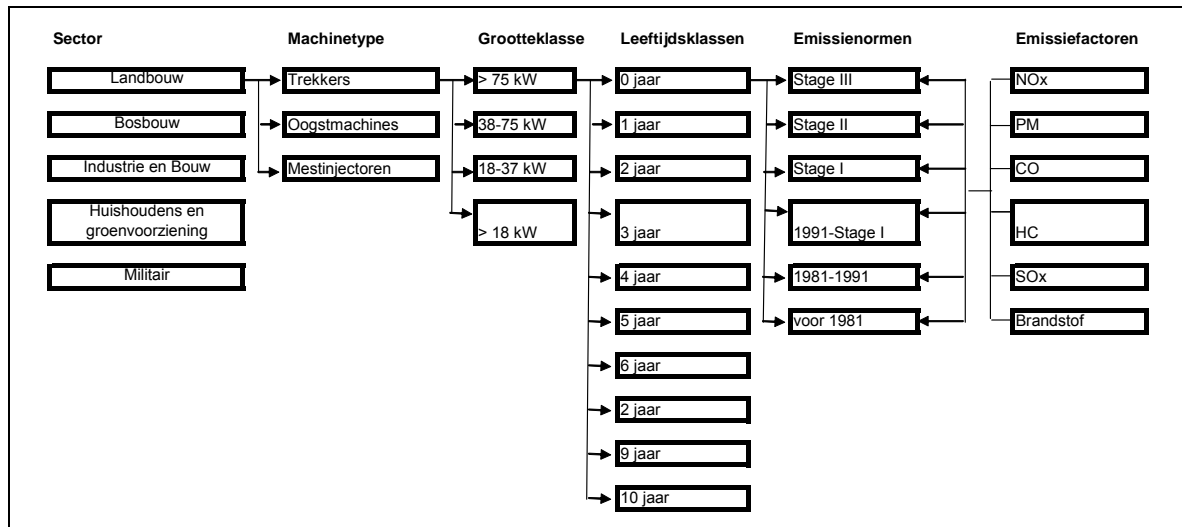 Sector Machinetype Grootteklasse Leeftijdsklassen Emissienormen Emissiefactoren
Landbouw Trekkers > 75 kW 0 jaar Stage III NOx
Bosbouw Oogstmachines 38-75 kW 1 jaar Stage II PM
Industrie en Bouw Mestinjectoren 18-37 kW 2 jaar Stage I CO
Huishoudens en
groenvoorziening > 18 kW 3 jaar 1991-Stage I HC
Militair 4 jaar 1981-1991 SOx
5 jaar voor 1981 Brandstof
6 jaar
2 jaar
9 jaar
10 jaar